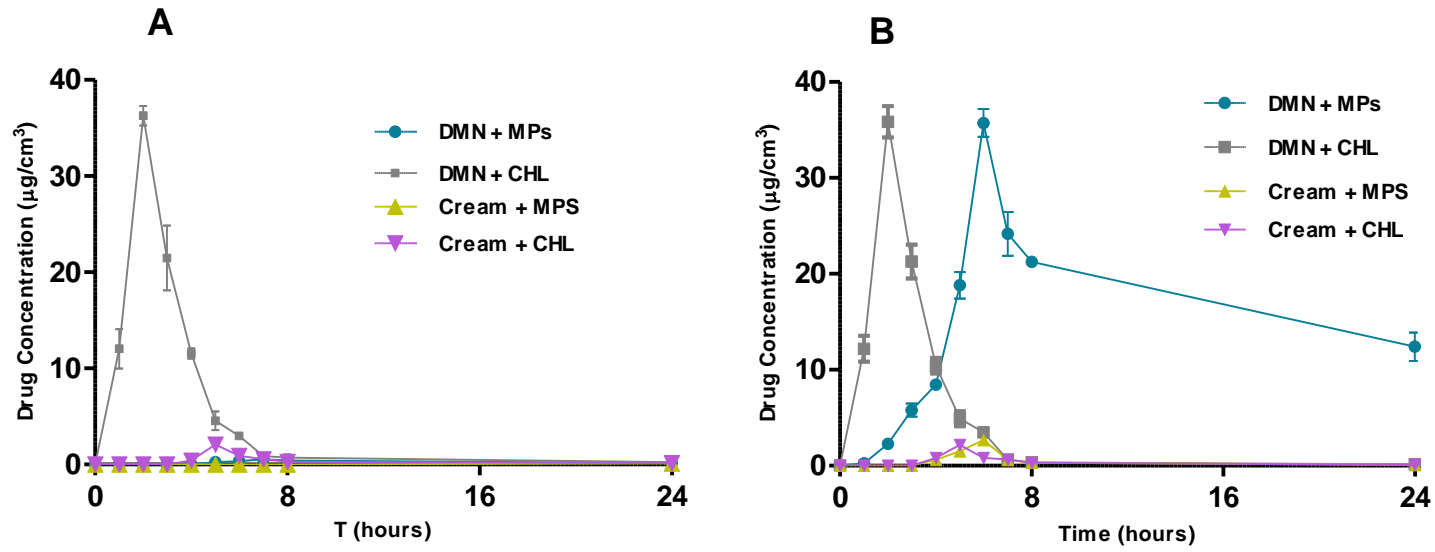 A
Drug Concentration (µg/cm³)
40
30
20
10
0
0
8
16
24
T (hours)
DMN + MPs
DMN + CHL
Cream + MPS
Cream + CHL
B
Drug Concentration (µg/cm³)
40
30
20
10
0
0
8
16
24
Time (hours)
DMN + MPs
DMN + CHL
Cream + MPS
Cream + CHL